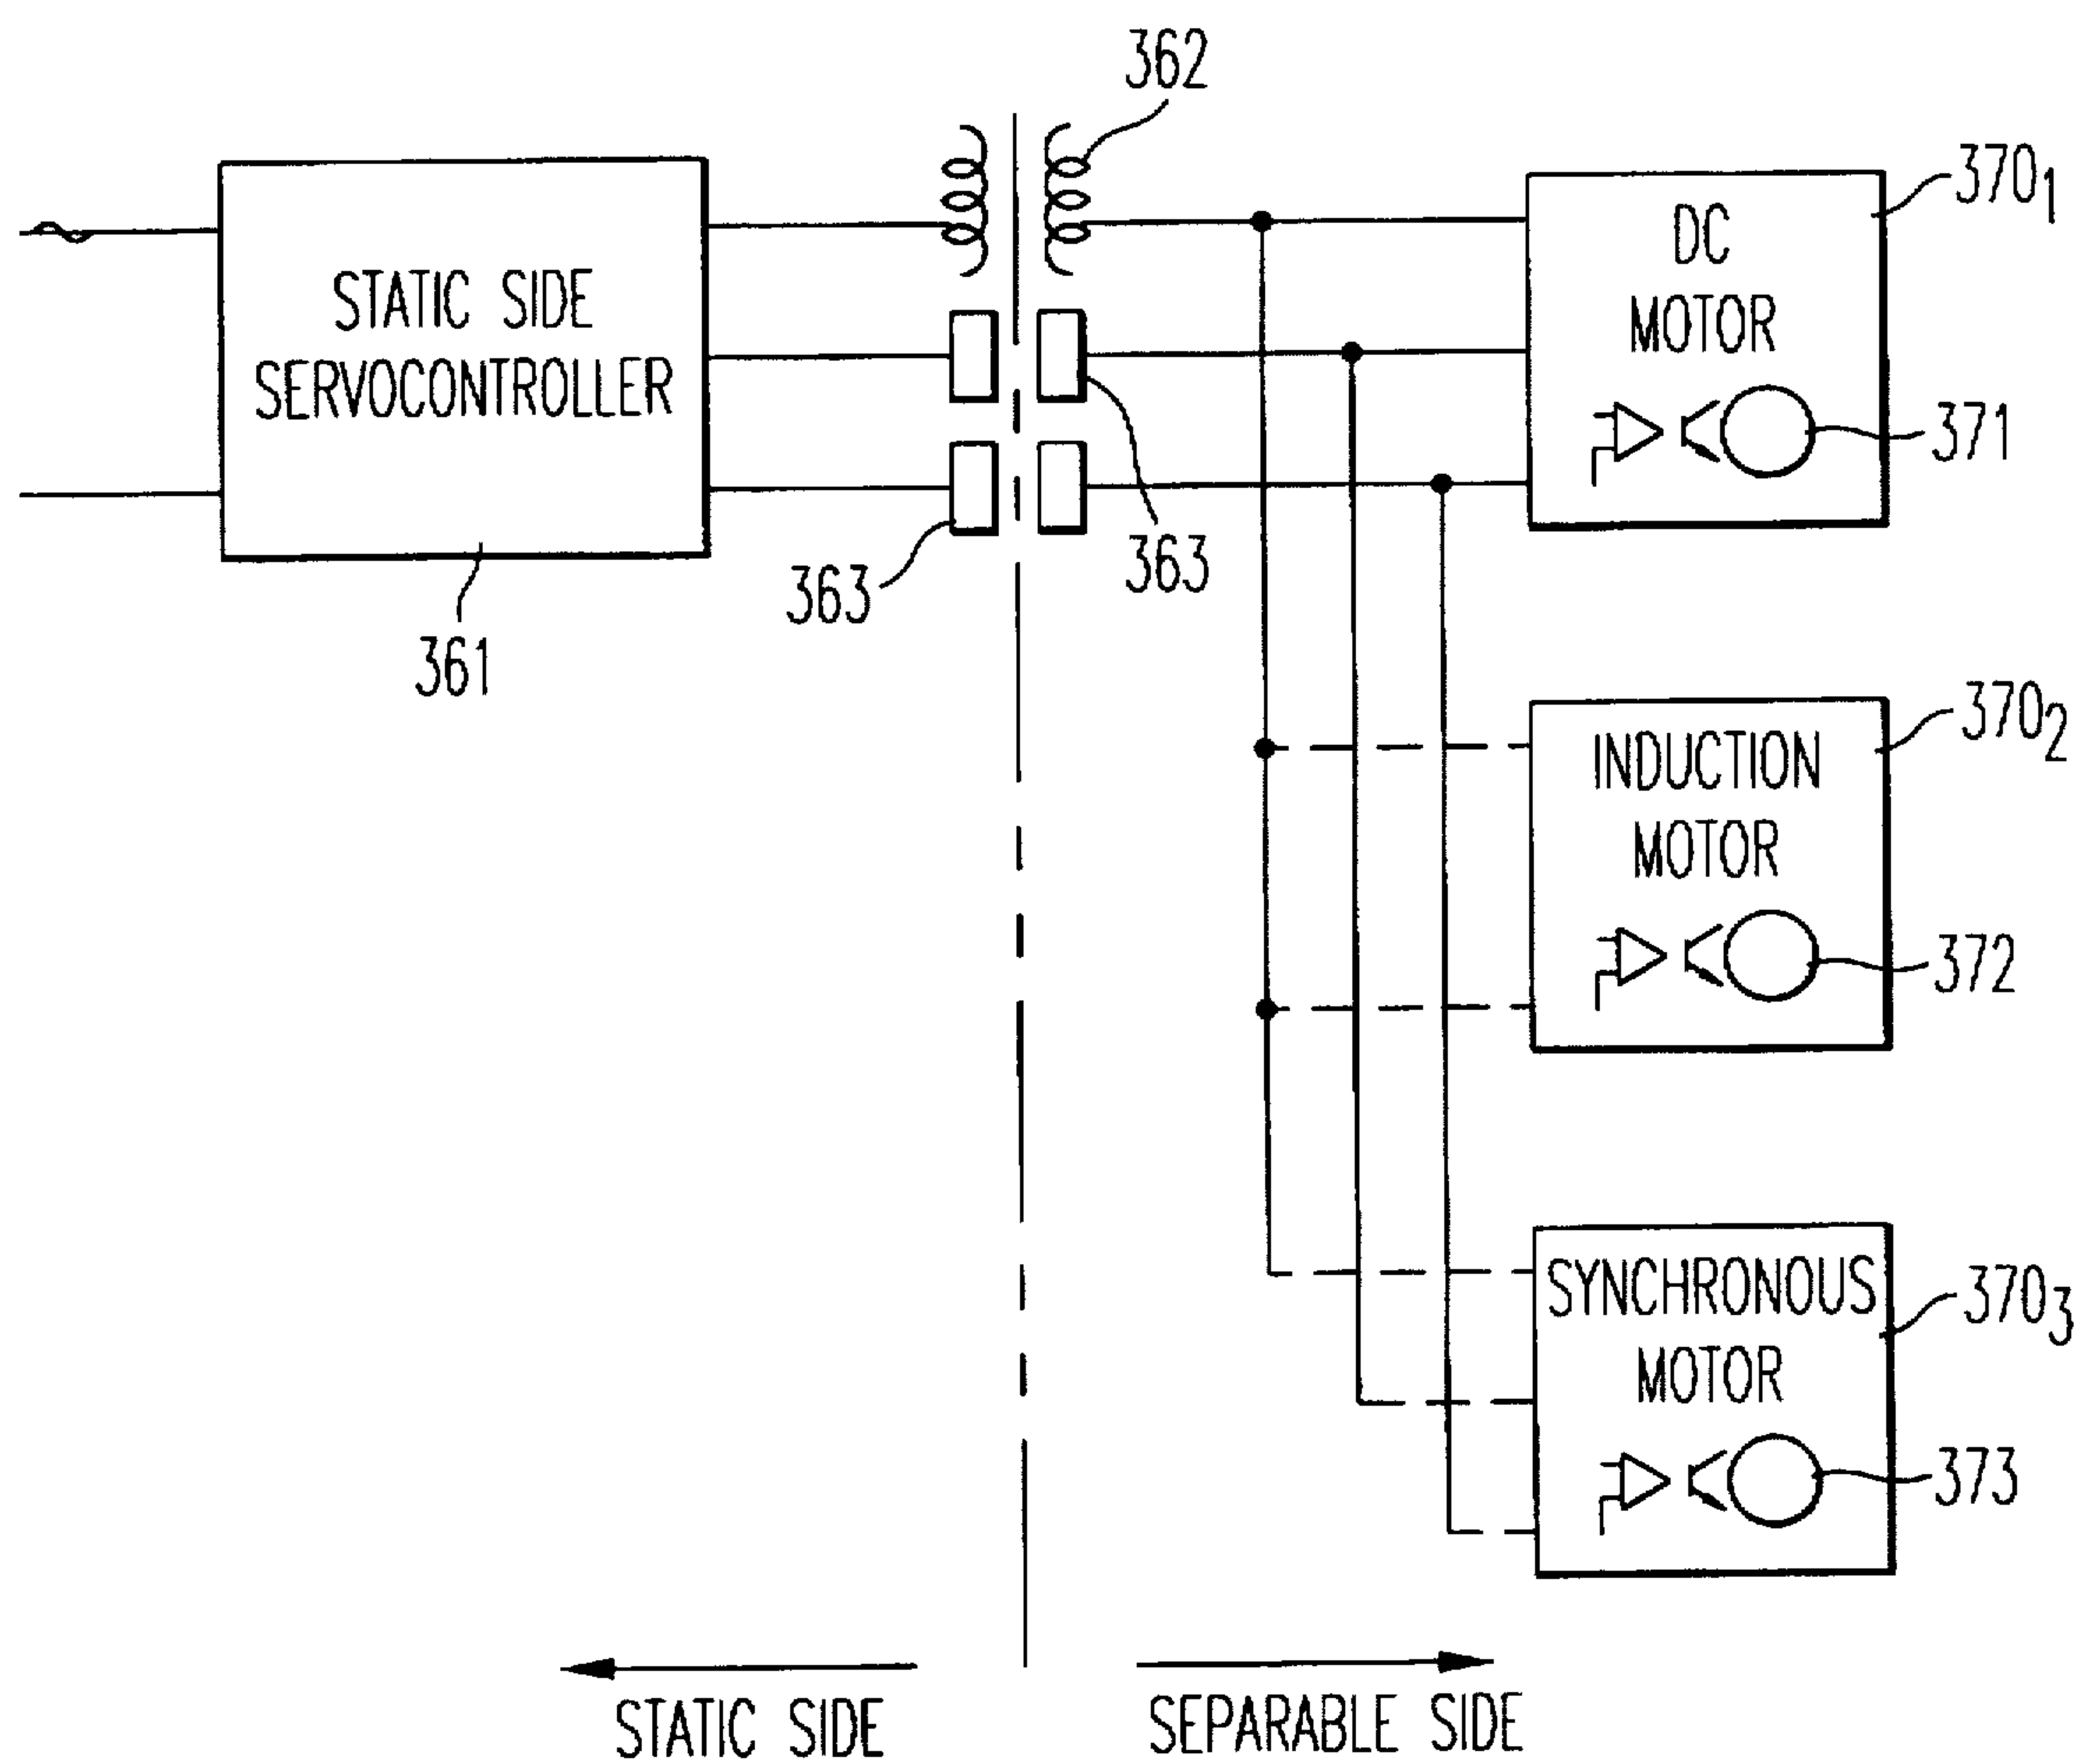 362
370₁
DC
MOTOR
STATIC SIDE
SERVOCONTROLLER
371
363
363
361
370₂
INDUCTION
MOTOR
372
370₃
SYNCHRONOUS
MOTOR
373
STATIC SIDE
SEPARABLE SIDE